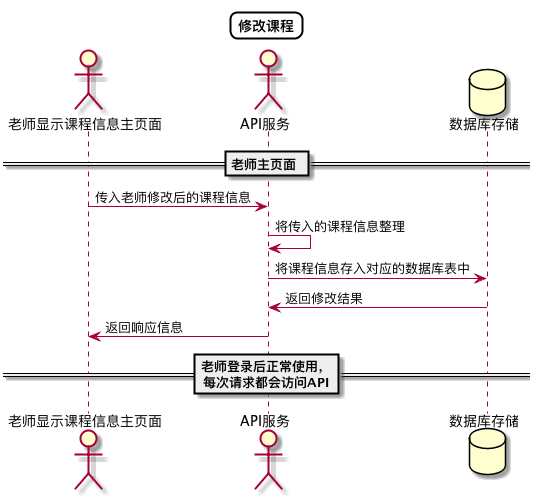 修改课程
老师显示课程信息主页面
API服务
数据库存储
老师主页面
传入老师修改后的课程信息
将传入的课程信息整理
将课程信息存入对应的数据库表中
返回修改结果
返回响应信息
老师登录后正常使用，
每次请求都会访问API
老师显示课程信息主页面
API服务
数据库存储